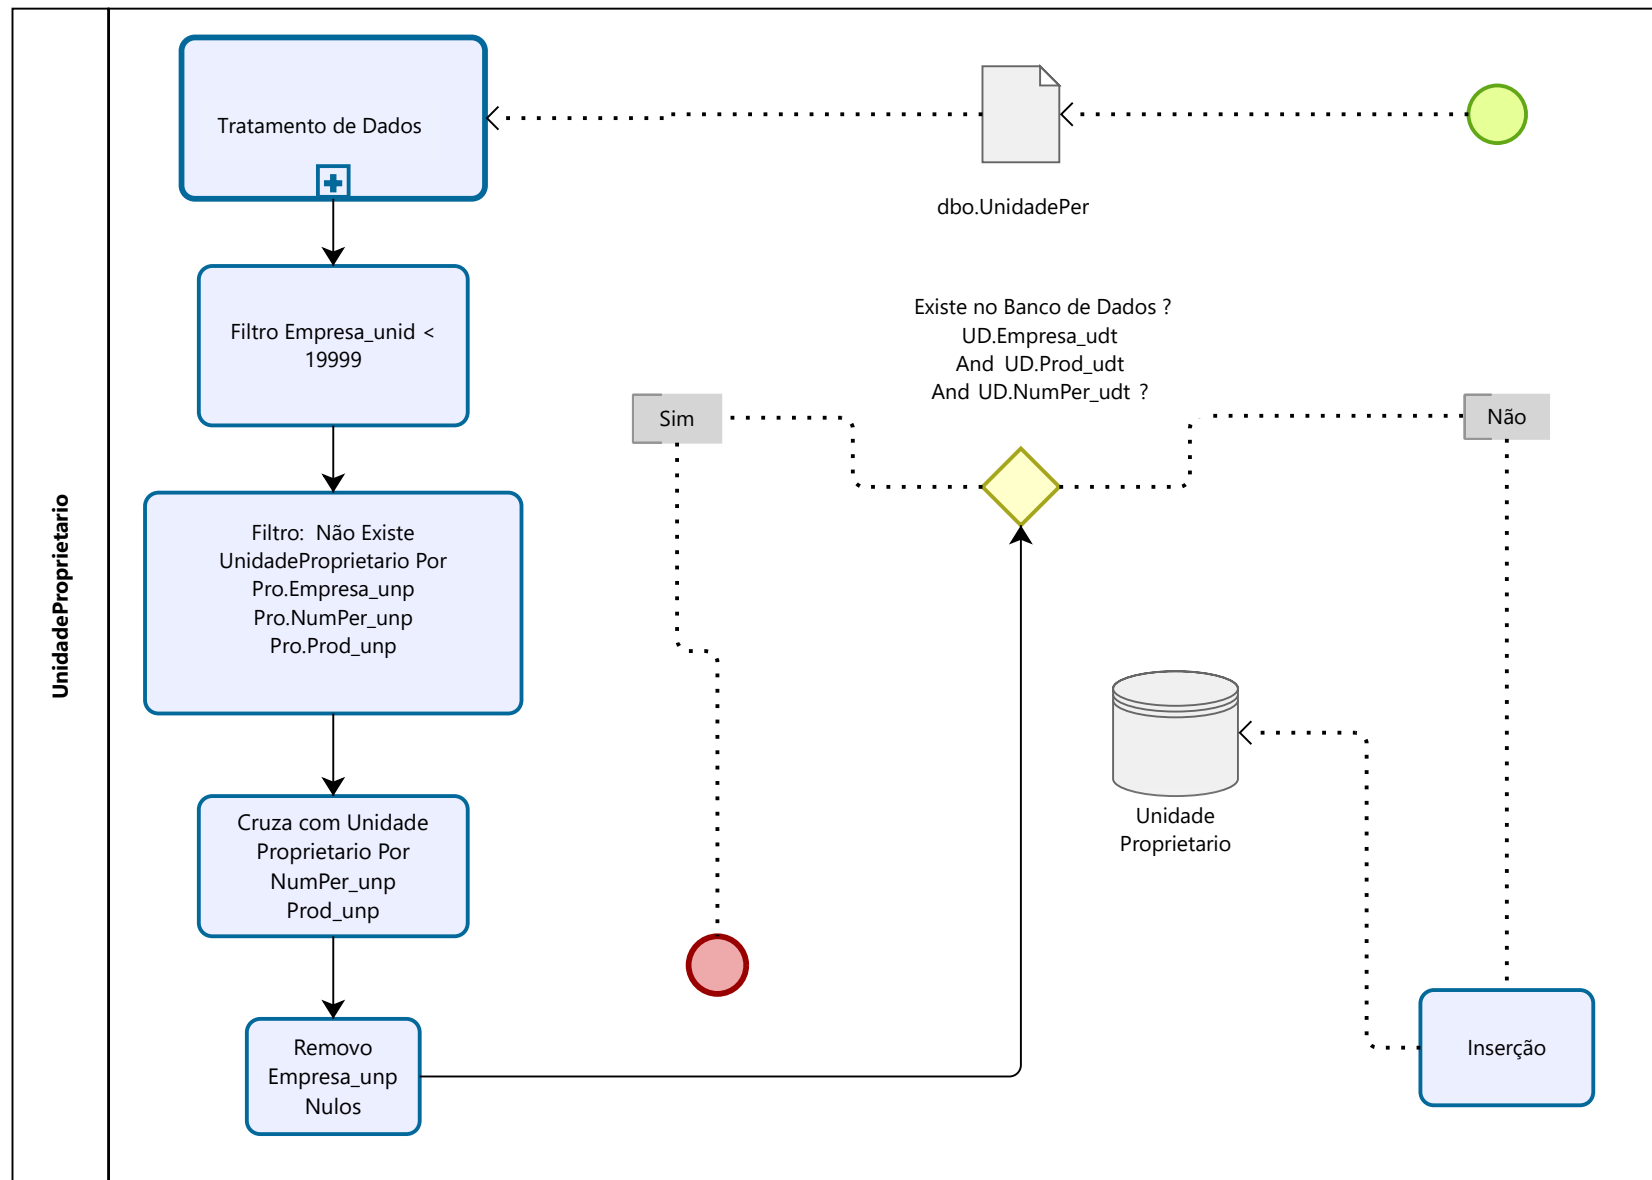 UnidadeProprietario
Tratamento de Dados
dbo.UnidadePer
Filtro Empresa_unid <
19999
Existe no Banco de Dados ?
UD.Empresa_udt
And UD.Prod_udt
And UD.NumPer_udt ?
Sim
Não
Filtro: Não Existe
UnidadeProprietario Por
Pro.Empresa_unp
Pro.NumPer_unp
Pro.Prod_unp
Cruza com Unidade
Proprietario Por
NumPer_unp
Prod_unp
Unidade
Proprietario
Removo
Empresa_unp
Nulos
Inserção